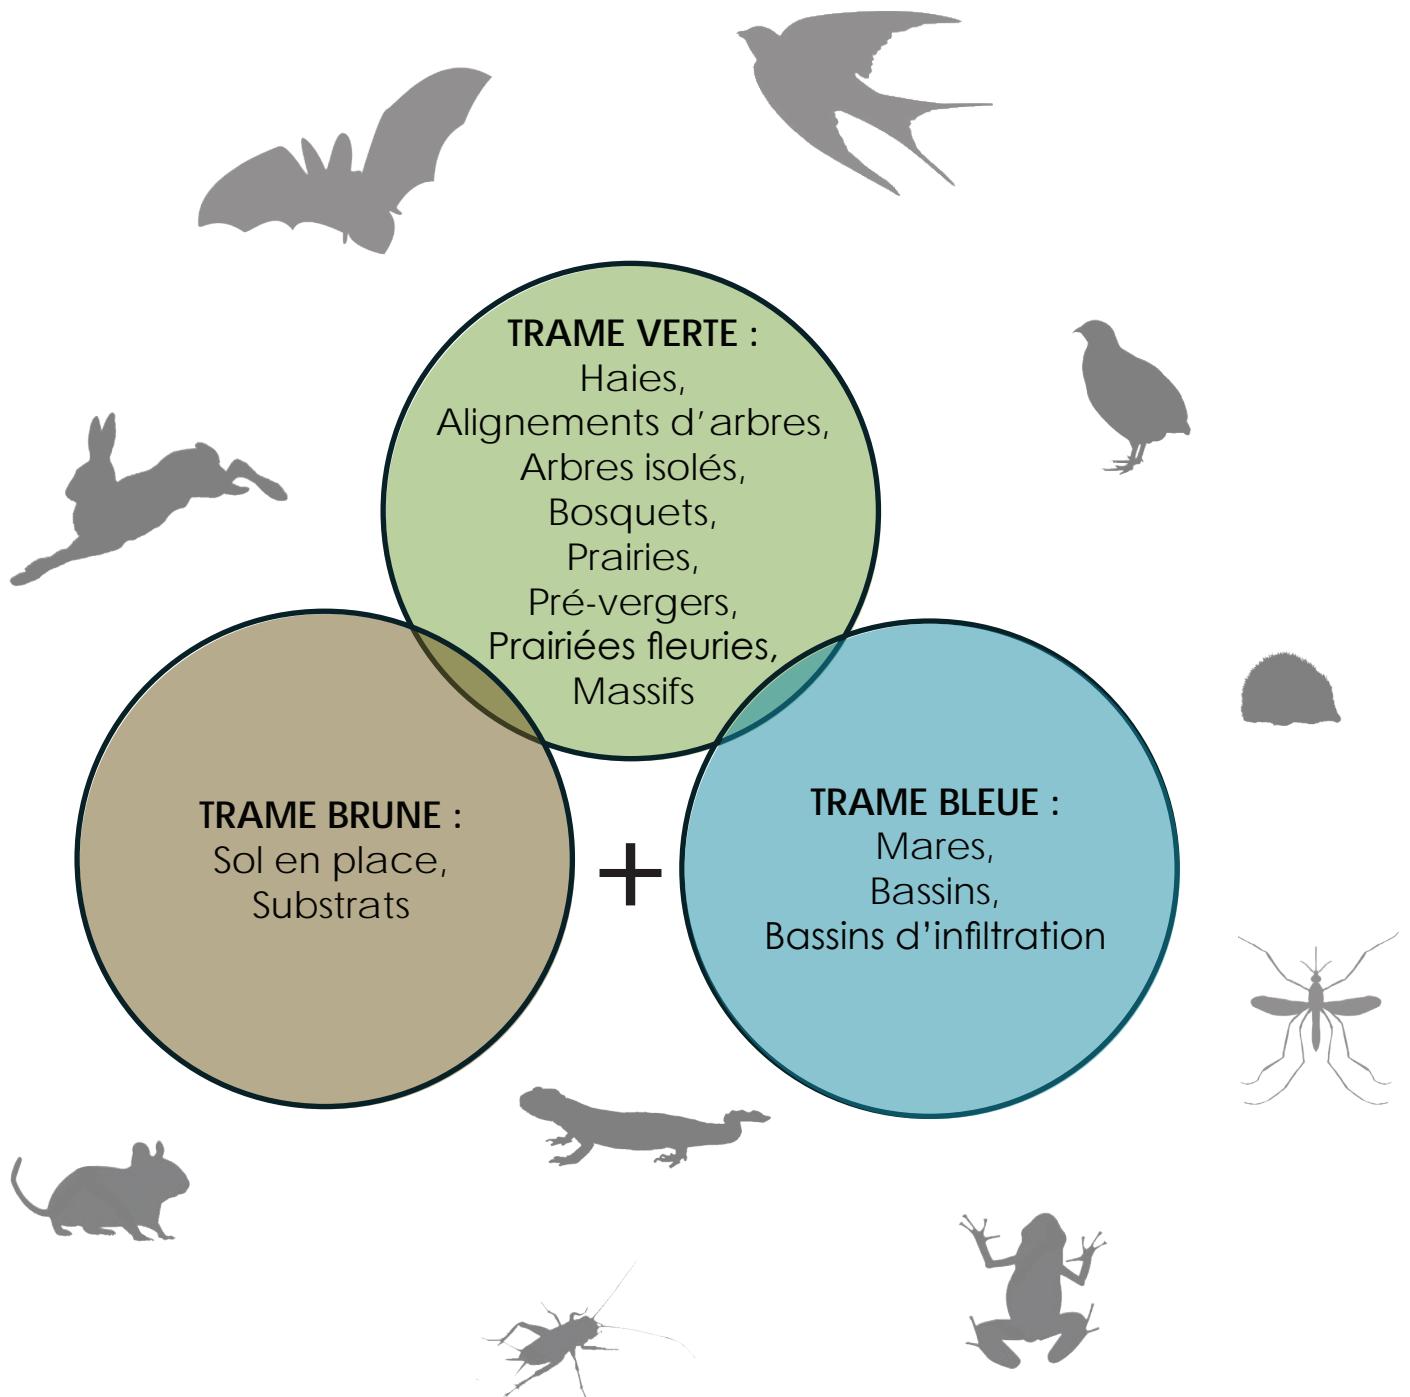 TRAME VERTE :
Haies,
Alignements d'arbres,
Arbres isolés,
Bosquets,
Prairies,
Pré-vergers,
Prairiées fleuries,
Massifs
TRAME BRUNE :
Sol en place,
Substrats
+
TRAME BLEUE :
Mares,
Bassins,
Bassins d'infiltration